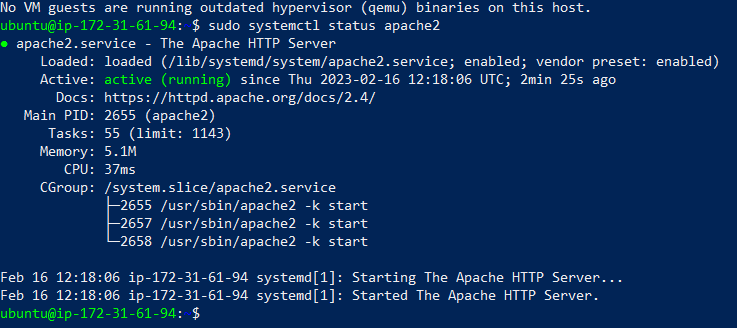 No VM guests are running outdated hypervisor (qemu) binaries on this host.
ubuntu@ip-172-31-61-94:~$ sudo systemctl status apache2
● apache2.service - The Apache HTTP Server
     Loaded: loaded (/lib/systemd/system/apache2.service; enabled; vendor preset: enabled)
     Active: active (running) since Thu 2023-02-16 12:18:06 UTC; 2min 25s ago
       Docs: https://httpd.apache.org/docs/2.4/
   Main PID: 2655 (apache2)
      Tasks: 55 (limit: 1143)
     Memory: 5.1M
        CPU: 37ms
     CGroup: /system.slice/apache2.service
             ├─2655 /usr/sbin/apache2 -k start
             ├─2657 /usr/sbin/apache2 -k start
             └─2658 /usr/sbin/apache2 -k start
Feb 16 12:18:06 ip-172-31-61-94 systemd[1]: Starting The Apache HTTP Server...
Feb 16 12:18:06 ip-172-31-61-94 systemd[1]: Started The Apache HTTP Server.
ubuntu@ip-172-31-61-94:~$